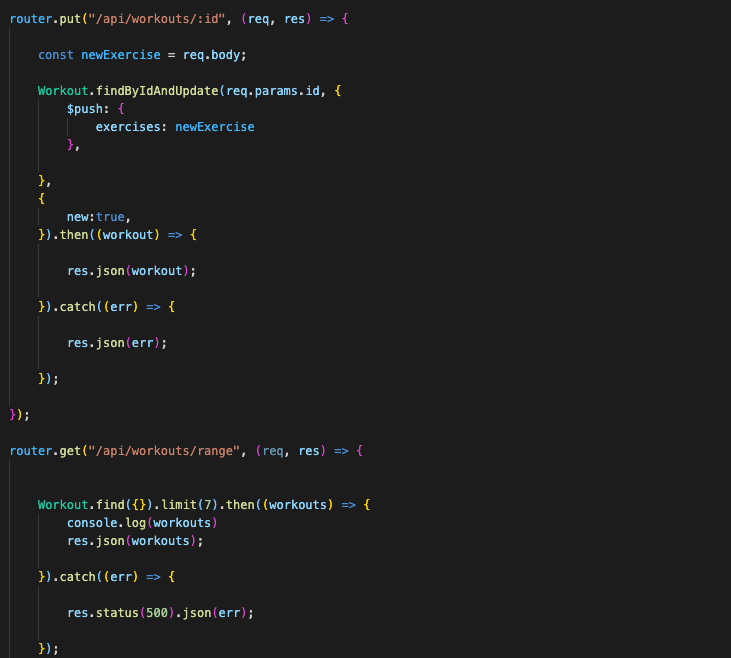 router.put("/api/workouts/:id", (req, res) => {
const newExercise = req.body;
Workout.findByIdAndUpdate(req.params.id, {
$push: {
exercises: newExercise
},
},
{
new:true,
}).then((workout) => {
res.json(workout);
}).catch((err) => {
res.json(err);
});
});
router.get("/api/workouts/range", (req, res) => {
Workout.find({}).limit(7).then((workouts) => {
console.log(workouts)
res.json(workouts);
}).catch((err) => {
res.status(500).json(err);
});